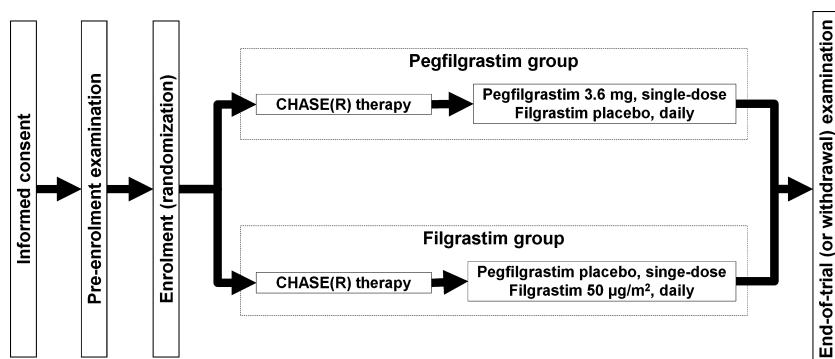 Informed consent
Pre-enrolment examination
Enrolment (randomization)
Pegfilgrastim group
CHASE(R) therapy
Pegfilgrastim 3.6 mg, single-dose
Filgrastim placebo, daily
Filgrastim group
CHASE(R) therapy
Pegfilgrastim placebo, singe-dose
Filgrastim 50 µg/m², daily
End-of-trial (or withdrawal) examination